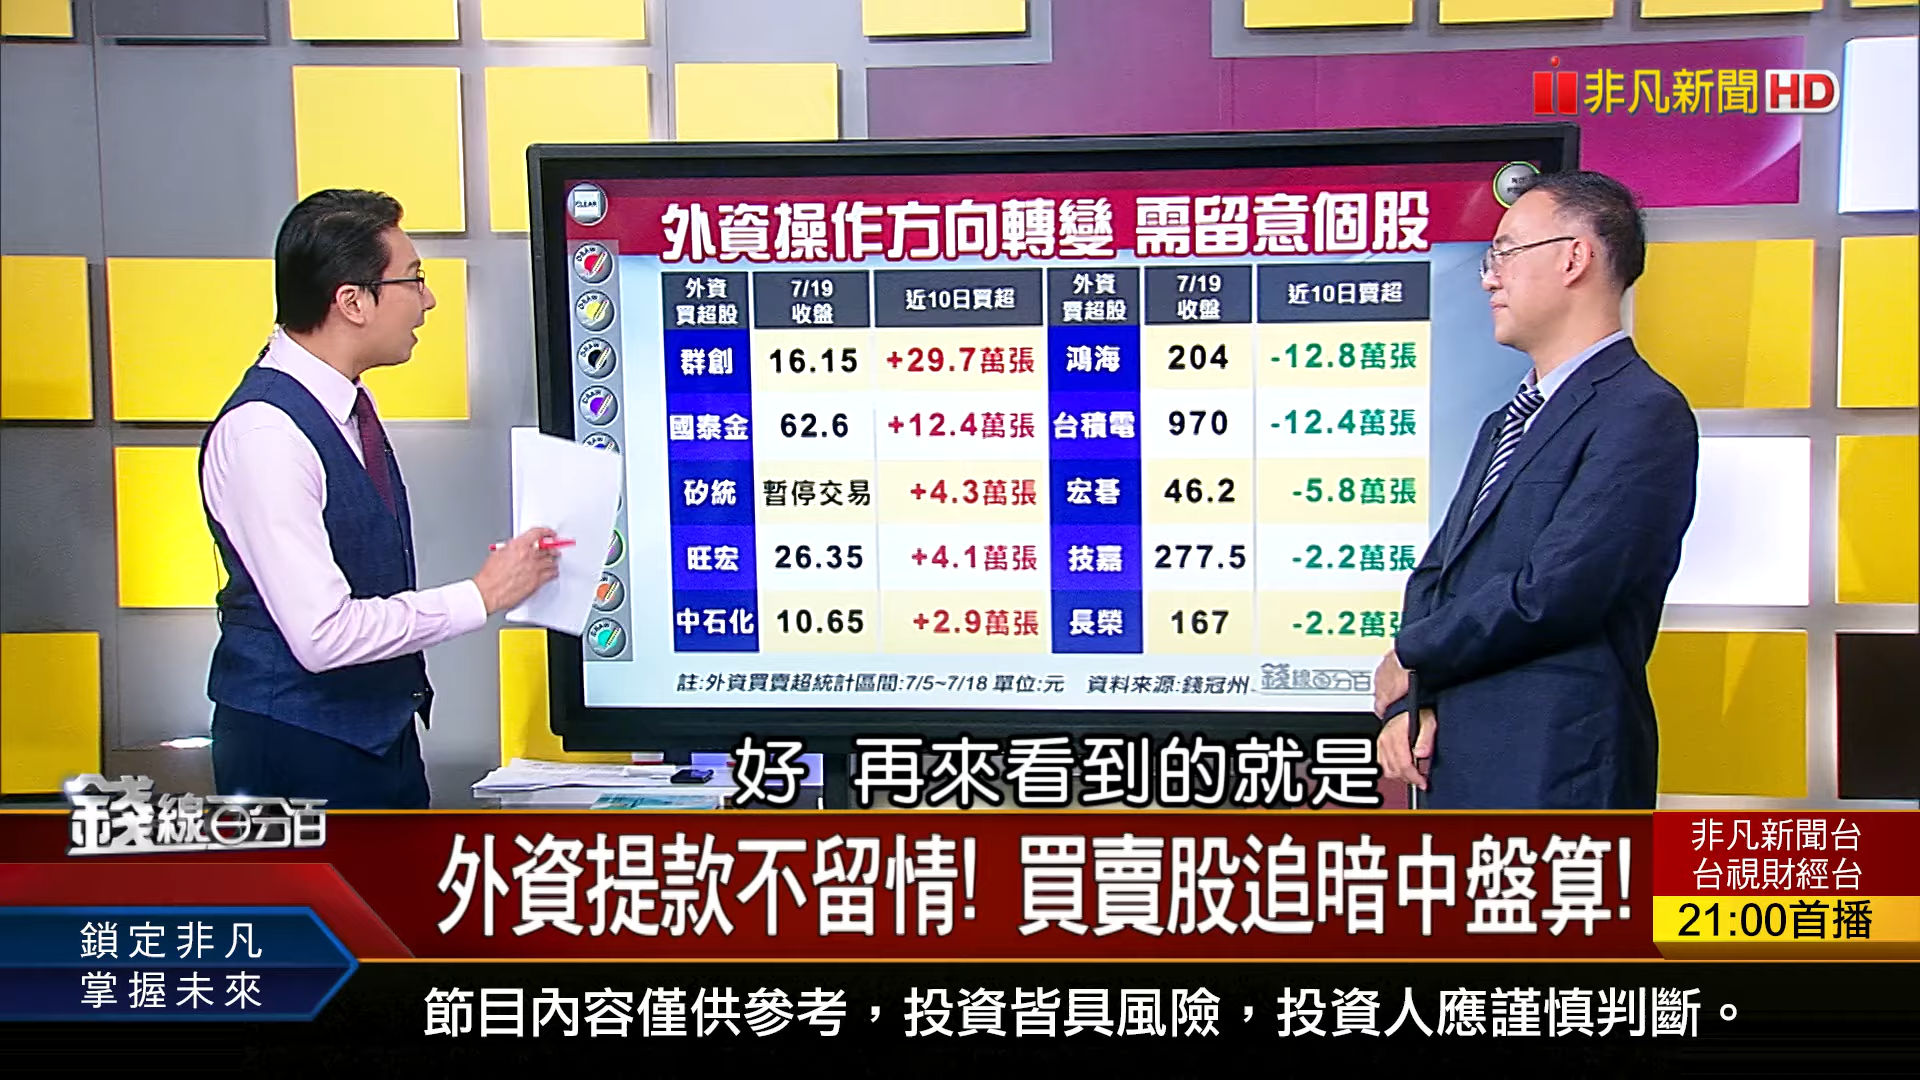 非凡新聞HD
CLEAR
外資操作方向轉變 需留意個股
外資買超股 7/19收盤 近10日買超 外資賣超股 7/19收盤 近10日賣超
群創 16.15 +29.7萬張 鴻海 204 -12.8萬張
國泰金 62.6 +12.4萬張 台積電 970 -12.4萬張
矽統 暫停交易 +4.3萬張 宏碁 46.2 -5.8萬張
旺宏 26.35 +4.1萬張 技嘉 277.5 -2.2萬張
中石化 10.65 +2.9萬張 長榮 167 -2.2萬張
註:外資買賣超統計區間:7/5~7/18 單位:元 資料來源:錢冠州
錢線百分百
好 再來看到的就是
錢線百分百
外資提款不留情! 買賣股追暗中盤算!
非凡新聞台
台視財經台
21:00首播
鎖定非凡
掌握未來
節目內容僅供參考，投資皆具風險，投資人應謹慎判斷。